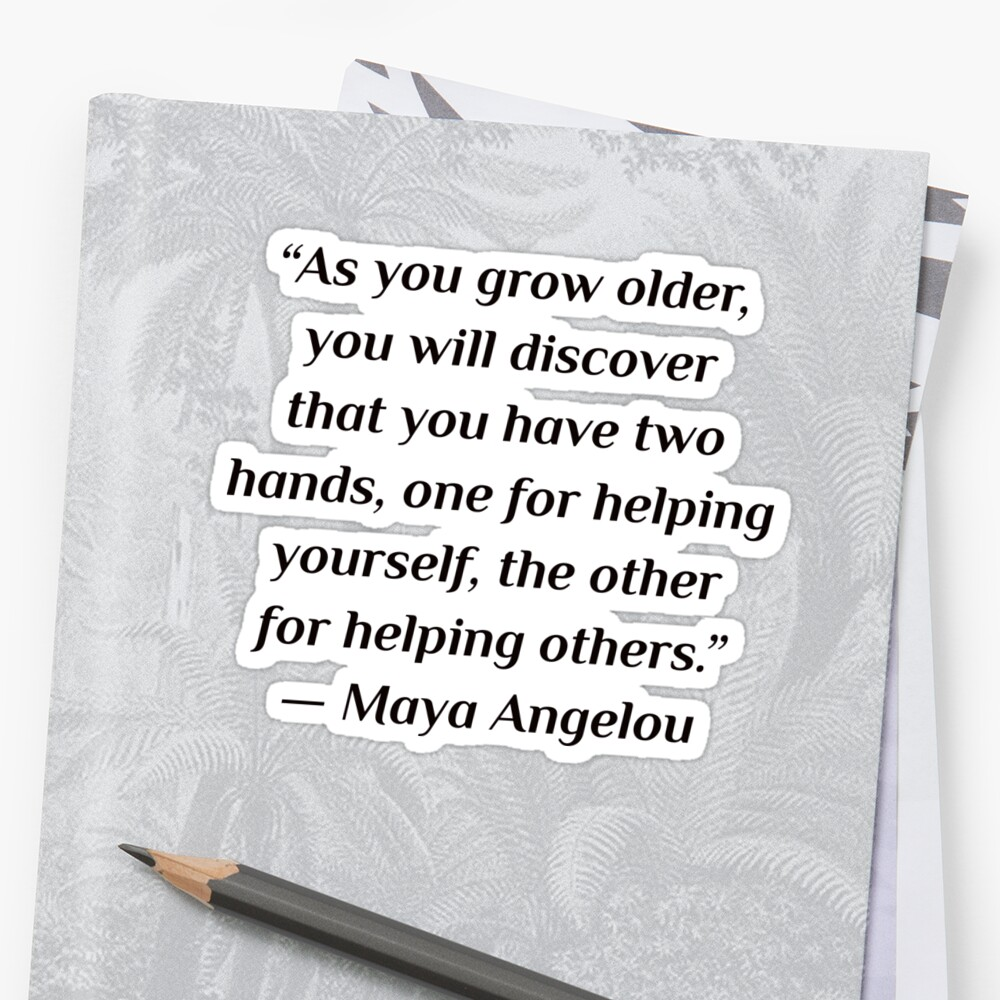 “As you grow older,
you will discover
that you have two
hands, one for helping
yourself, the other
for helping others.”
— Maya Angelou